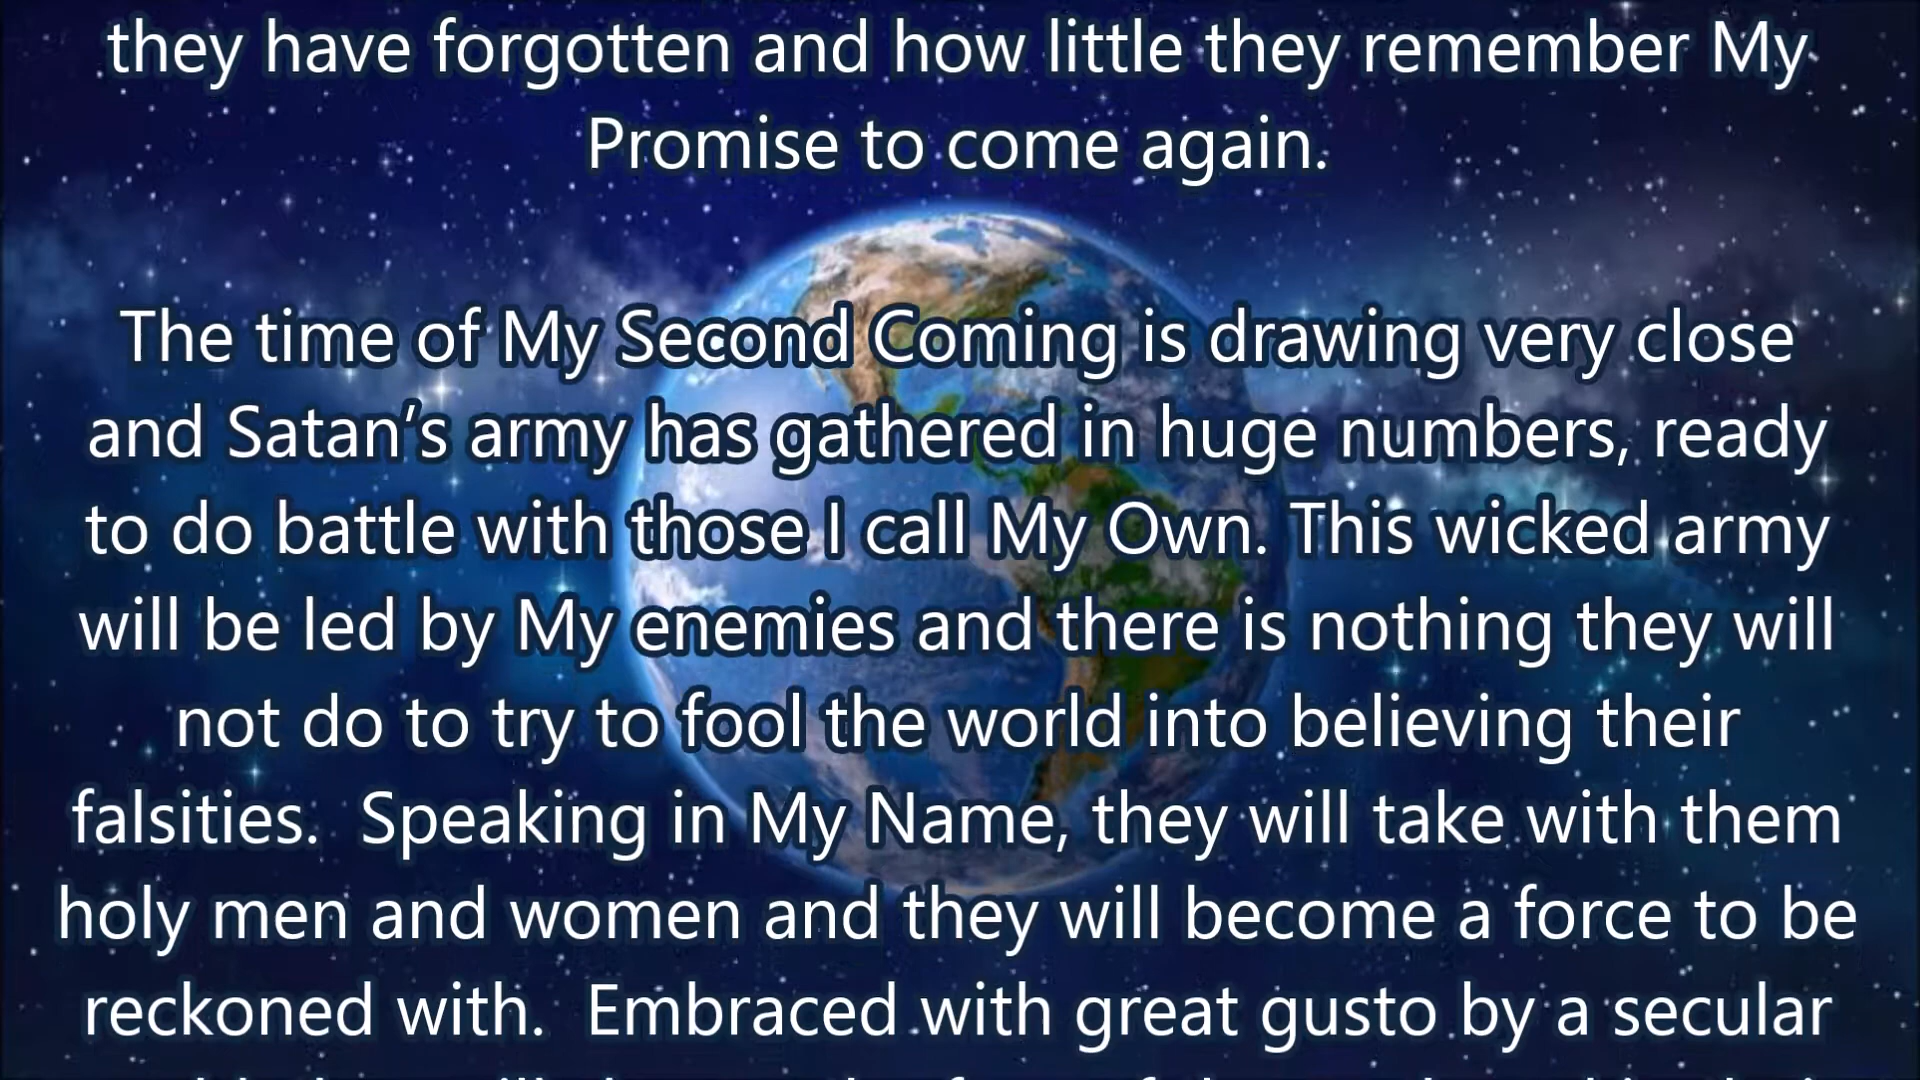 they have forgotten and how little they remember My
Promise to come again.
The time of My Second Coming is drawing very close
and Satan’s army has gathered in huge numbers, ready
to do battle with those I call My Own. This wicked army
will be led by My enemies and there is nothing they will
not do to try to fool the world into believing their
falsities.  Speaking in My Name, they will take with them
holy men and women and they will become a force to be
reckoned with.  Embraced with great gusto by a secular